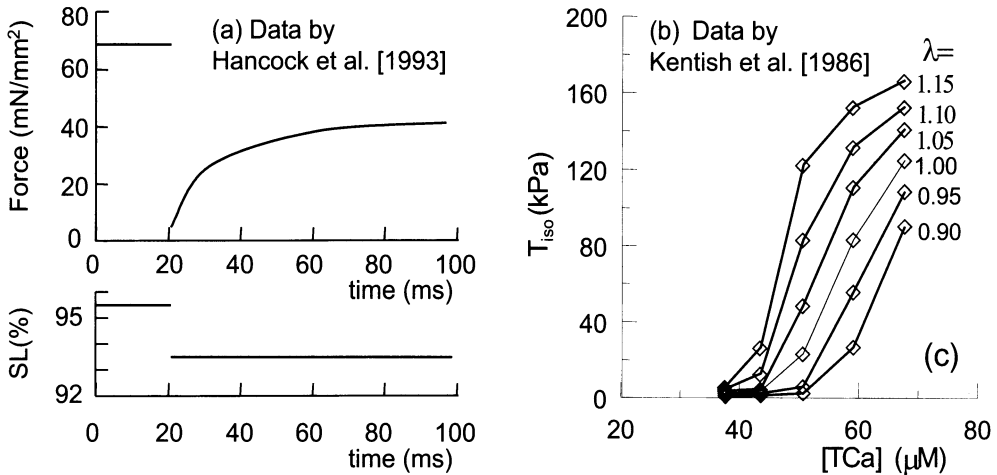 (a) Data by
Hancock et al. [1993]
Force (mN/mm²)
80
60
40
20
0
0 20 40 60 80 100
time (ms)
SL(%)
95
92
0 20 40 60 80 100
time (ms)
(b) Data by
Kentish et al. [1986]
λ=
1.15
1.10
1.05
1.00
0.95
0.90
Tiso(kPa)
200
160
120
80
40
0
(c)
20 40 60 80
[TCa] (μM)